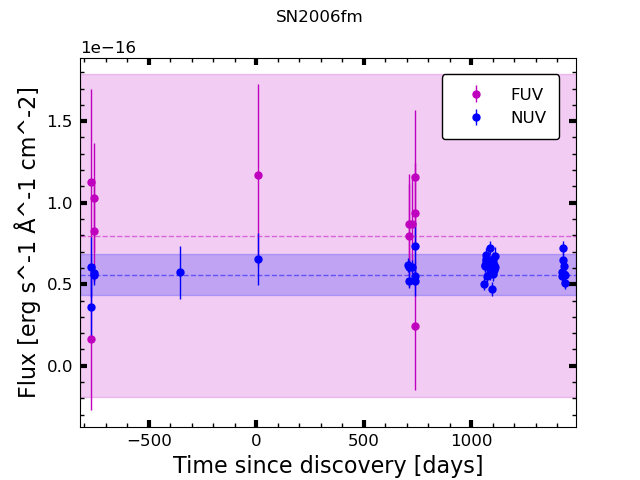 SN2006fm
1e−16
FUV
NUV
1.5
1.0
0.5
0.0
Flux [erg s^-1 Å^-1 cm^-2]
−500
0
500
1000
Time since discovery [days]